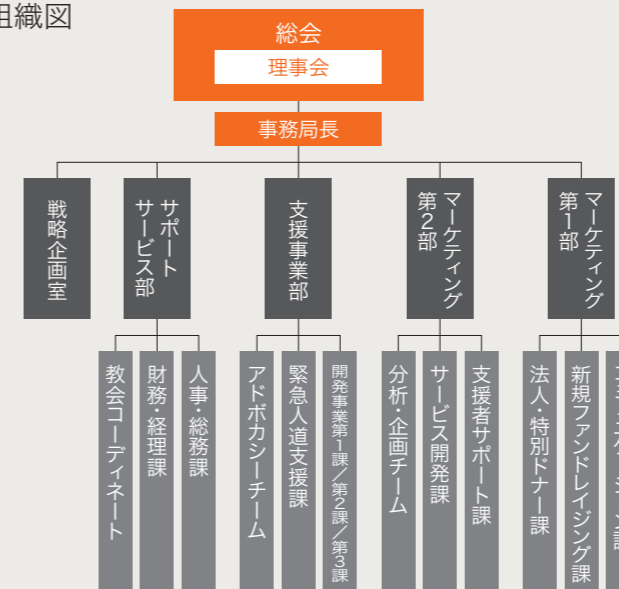 組織図
総会
理事会
事務局長
戦略企画室
サポート
サービス部
支援事業部
マーケティング
第2部
マーケティング
第1部
教会コーディネート
財務・経理課
人事・総務課
アドボカシーチーム
緊急人道支援課
開発事業第1課／第2課／第3課
分析・企画チーム
サービス開発課
支援者サポート課
法人・特別ドナー課
新規ファンドレイジング課